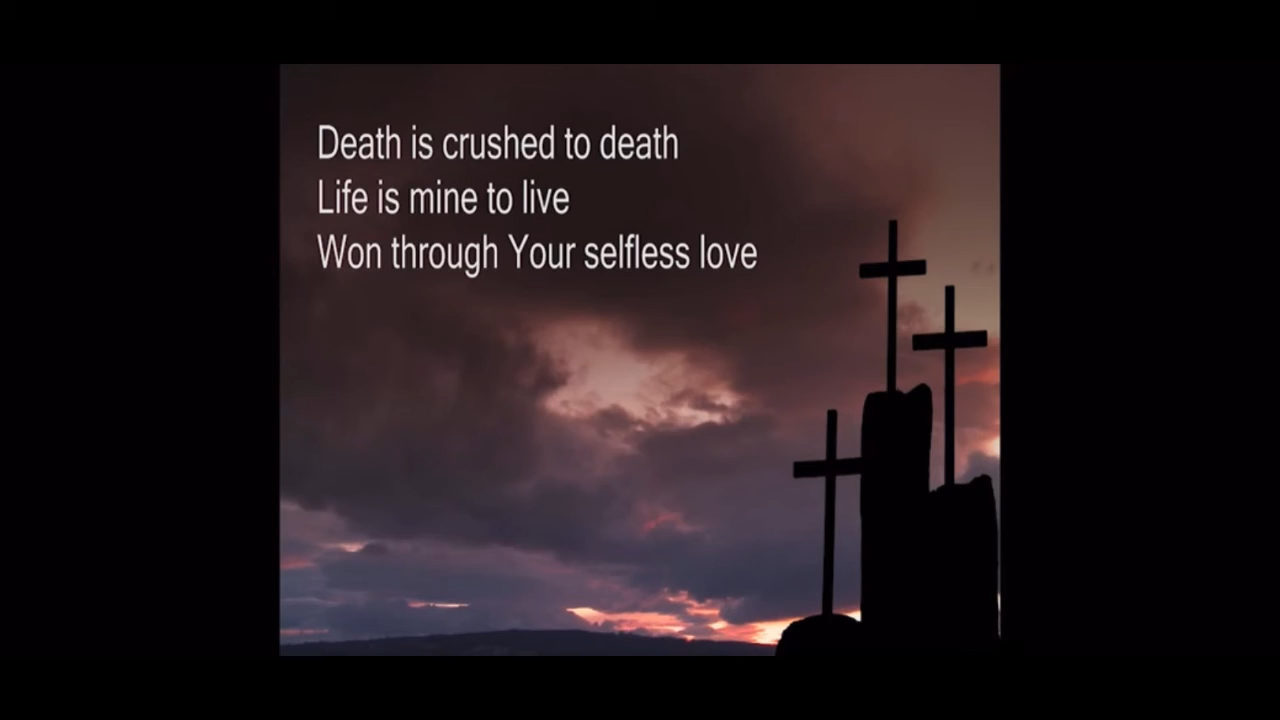 Death is crushed to death
Life is mine to live
Won through Your selfless love